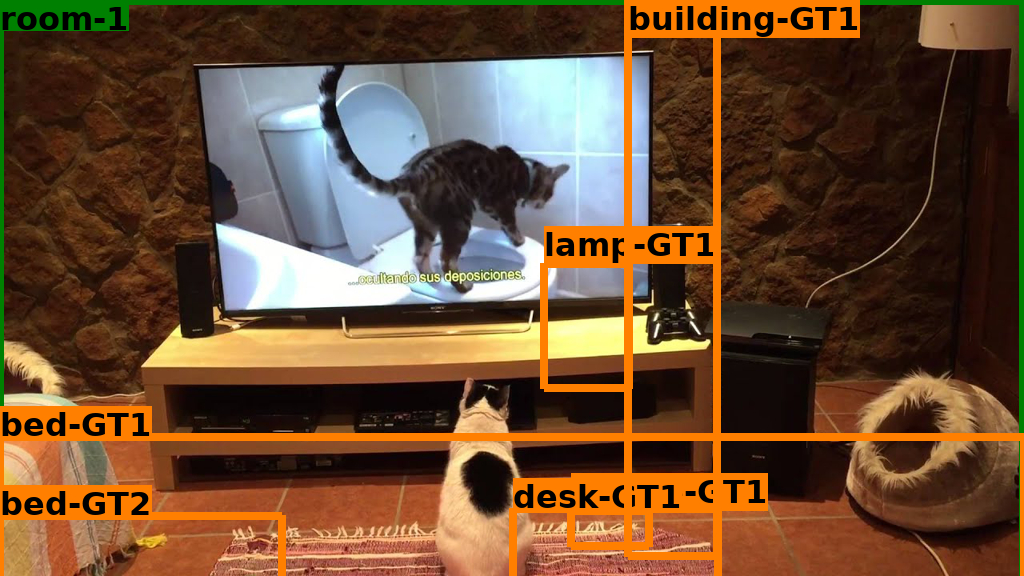 room-1
building-GT1
lamp-GT1
...ocultando sus deposiciones.
bed-GT1
bed-GT2
desk-GT1
-GT1